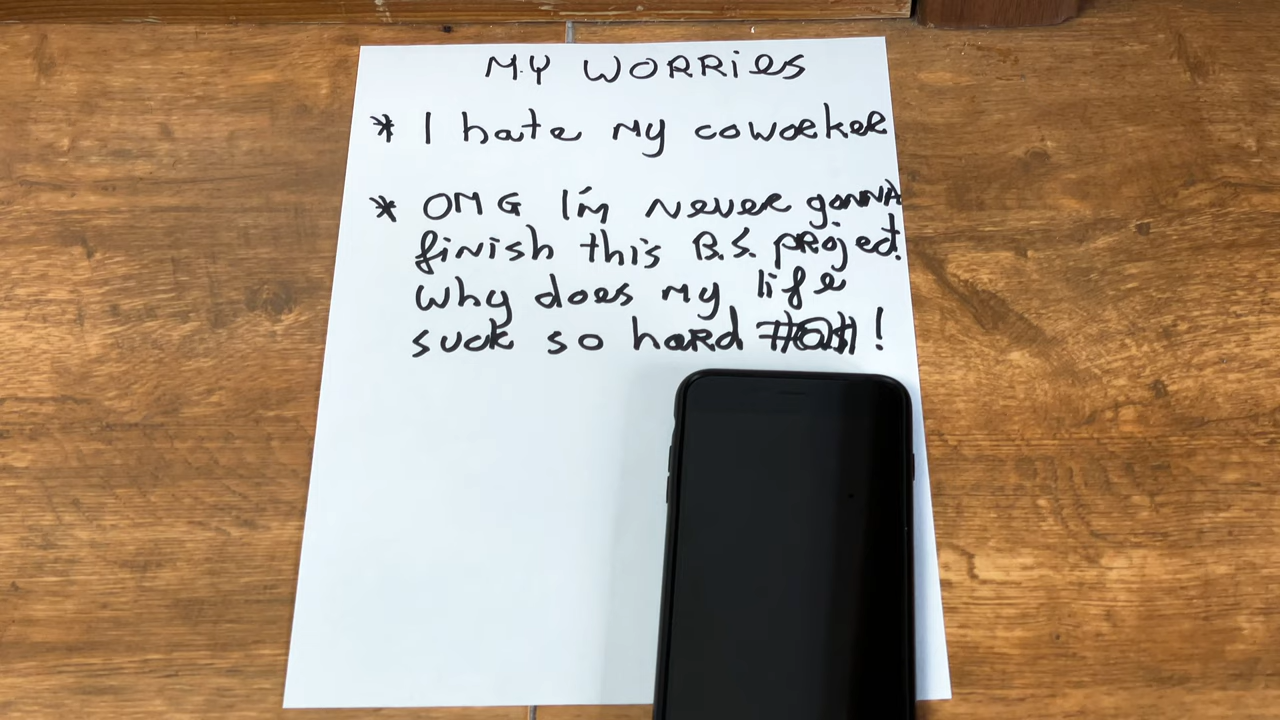 MY WORRIES
* I hate my coworker
* OMG I'm never gonna
finish this B.S. project.
Why does my life
suck so hard #@$#!